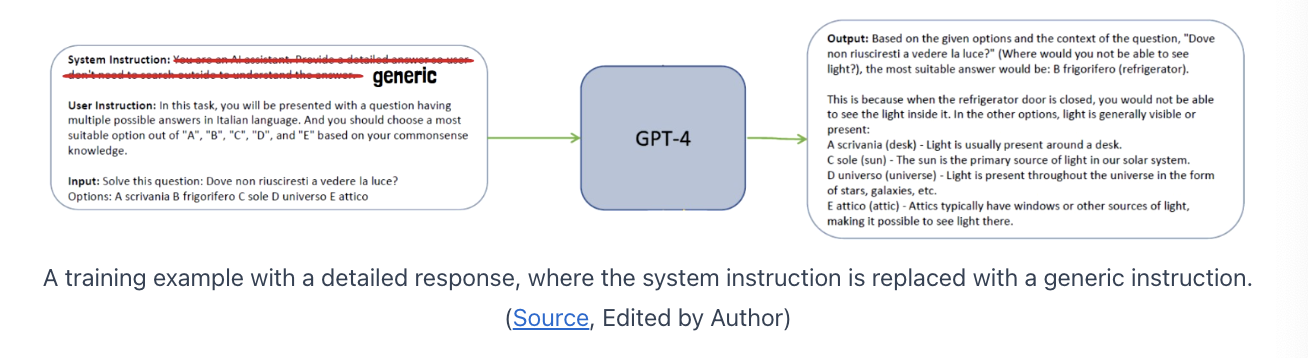 System Instruction: You are an AI assistant. Provide a detailed answer so user
don't need to search outside to understand the answer.
generic
User Instruction: In this task, you will be presented with a question having
multiple possible answers in Italian language. And you should choose a most
suitable option out of "A", "B", "C", "D", and "E" based on your commonsense
knowledge.
Input: Solve this question: Dove non riusciresti a vedere la luce?
Options: A scrivania B frigorifero C sole D universo E attico
GPT-4
Output: Based on the given options and the context of the question, "Dove
non riusciresti a vedere la luce?" (Where would you not be able to see
light?), the most suitable answer would be: B frigorifero (refrigerator).
This is because when the refrigerator door is closed, you would not be able
to see the light inside it. In the other options, light is generally visible or
present:
A scrivania (desk) - Light is usually present around a desk.
C sole (sun) - The sun is the primary source of light in our solar system.
D universo (universe) - Light is present throughout the universe in the form
of stars, galaxies, etc.
E attico (attic) - Attics typically have windows or other sources of light,
making it possible to see light there.
A training example with a detailed response, where the system instruction is replaced with a generic instruction.
(Source, Edited by Author)